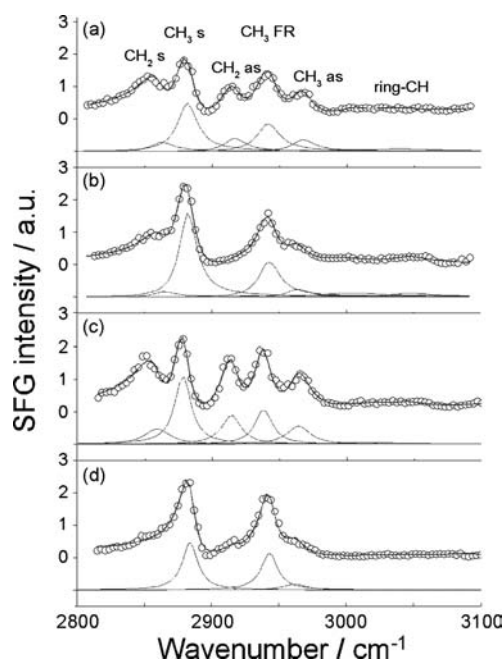 (a) CH₂ s CH₃ s CH₂ as CH₃ FR CH₃ as ring-CH
3
2
1
0
(b)
3
2
1
0
(c)
3
2
1
0
(d)
3
2
1
0
SFG intensity / a.u.
2800 2900 3000 3100
Wavenumber / cm⁻¹